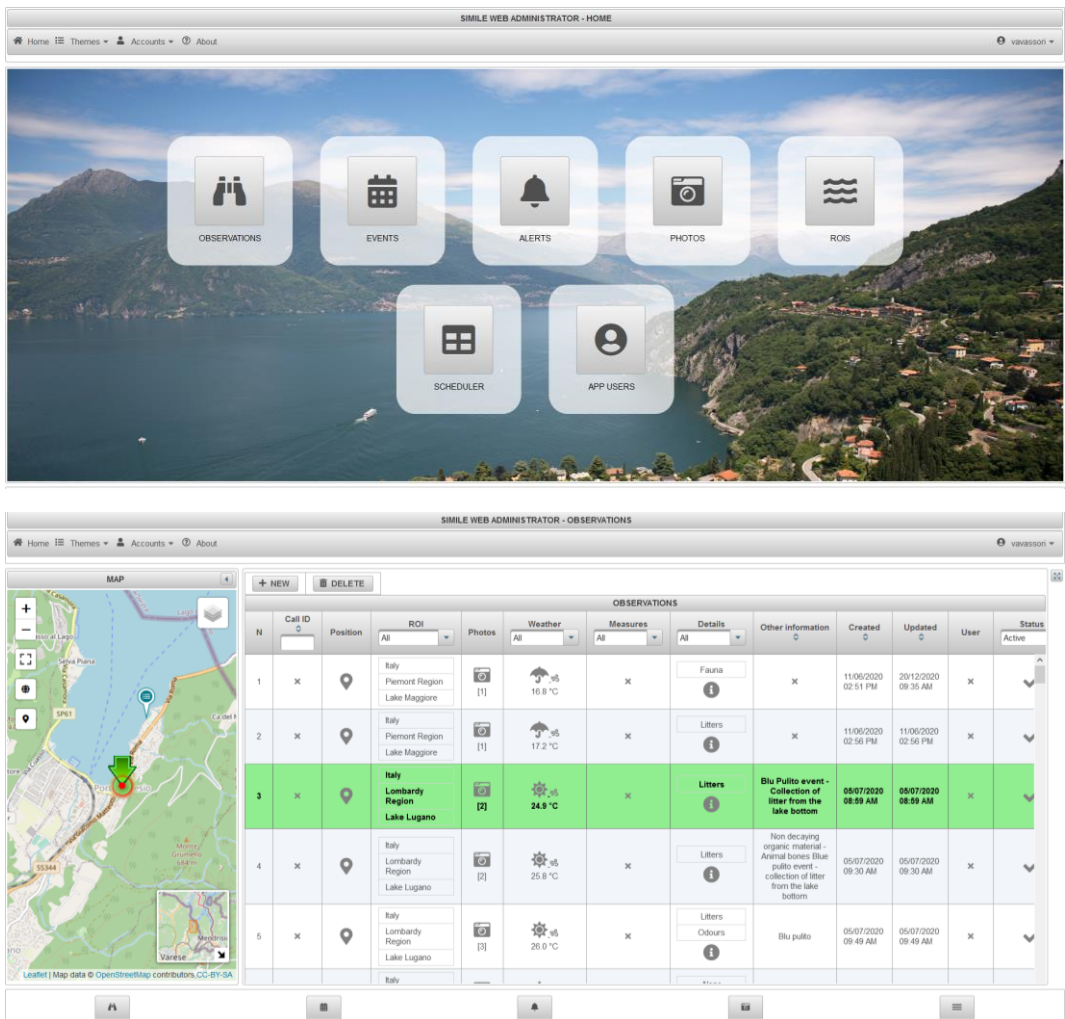 SIMILE WEB ADMINISTRATOR - HOME
Home Themes Accounts About vavassori
OBSERVATIONS EVENTS ALERTS PHOTOS ROIS
SCHEDULER APP USERS
SIMILE WEB ADMINISTRATOR - OBSERVATIONS
Home Themes Accounts About vavassori
MAP
+
−
Selva Piana
SP61
SS344
Monte
Grumello
684 m
Mendrisio
Varese
Leaflet | Map data © OpenStreetMap contributors, CC-BY-SA
+ NEW DELETE
OBSERVATIONS
N Call ID Position ROI Photos Weather Measures Details Other information Created Updated User Status
All All All All Active
1 Italy Piemont Region Lake Maggiore [1] 16.8 °C Fauna 11/06/2020 02:51 PM 20/12/2020 09:35 AM
2 Italy Piemont Region Lake Maggiore [1] 17.2 °C Litters 11/06/2020 02:56 PM 11/06/2020 02:56 PM
3 Italy Lombardy Region Lake Lugano [2] 24.9 °C Litters Blu Pulito event - Collection of litter from the lake bottom 05/07/2020 08:59 AM 05/07/2020 08:59 AM
4 Italy Lombardy Region Lake Lugano [2] 25.8 °C Litters Non decaying organic material - Animal bones Blue pulito event - collection of litter from the lake bottom 05/07/2020 09:30 AM 05/07/2020 09:30 AM
5 Italy Lombardy Region Lake Lugano [3] 26.0 °C Litters Odours Blu pulito 05/07/2020 09:49 AM 05/07/2020 09:49 AM
Italy